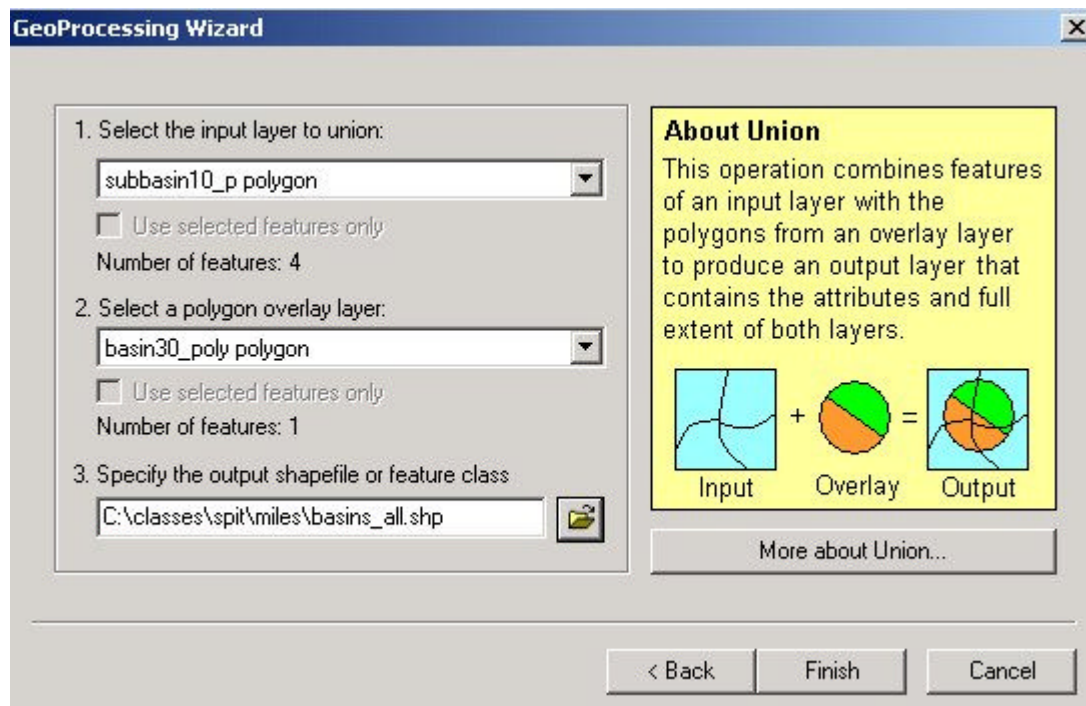 GeoProcessing Wizard
1. Select the input layer to union:
subbasin10_p polygon
Use selected features only
Number of features: 4
2. Select a polygon overlay layer:
basin30_poly polygon
Use selected features only
Number of features: 1
3. Specify the output shapefile or feature class
C:\classes\spit\miles\basins_all.shp
About Union
This operation combines features
of an input layer with the
polygons from an overlay layer
to produce an output layer that
contains the attributes and full
extent of both layers.
+ =
Input Overlay Output
More about Union...
< Back Finish Cancel